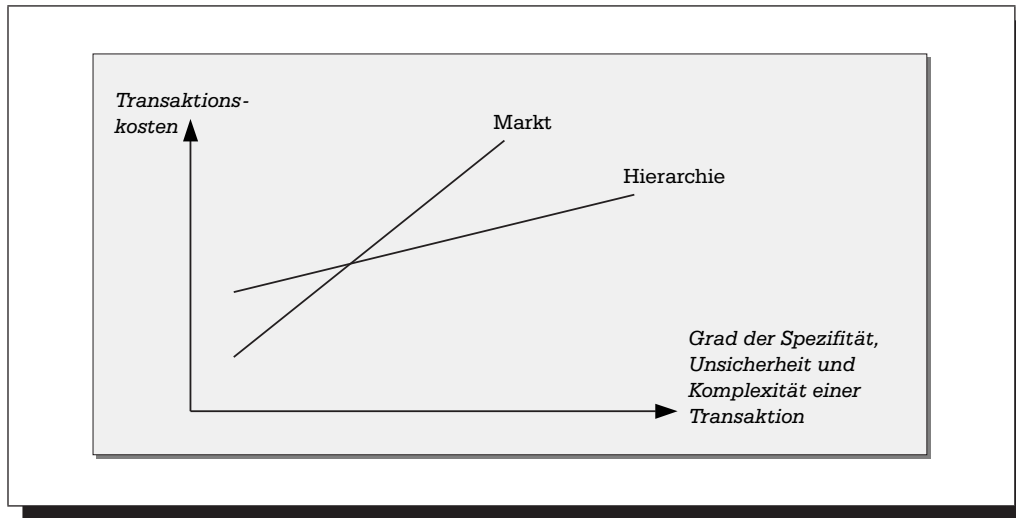 Transaktions-
kosten
Markt
Hierarchie
Grad der Spezifität,
Unsicherheit und
Komplexität einer
Transaktion